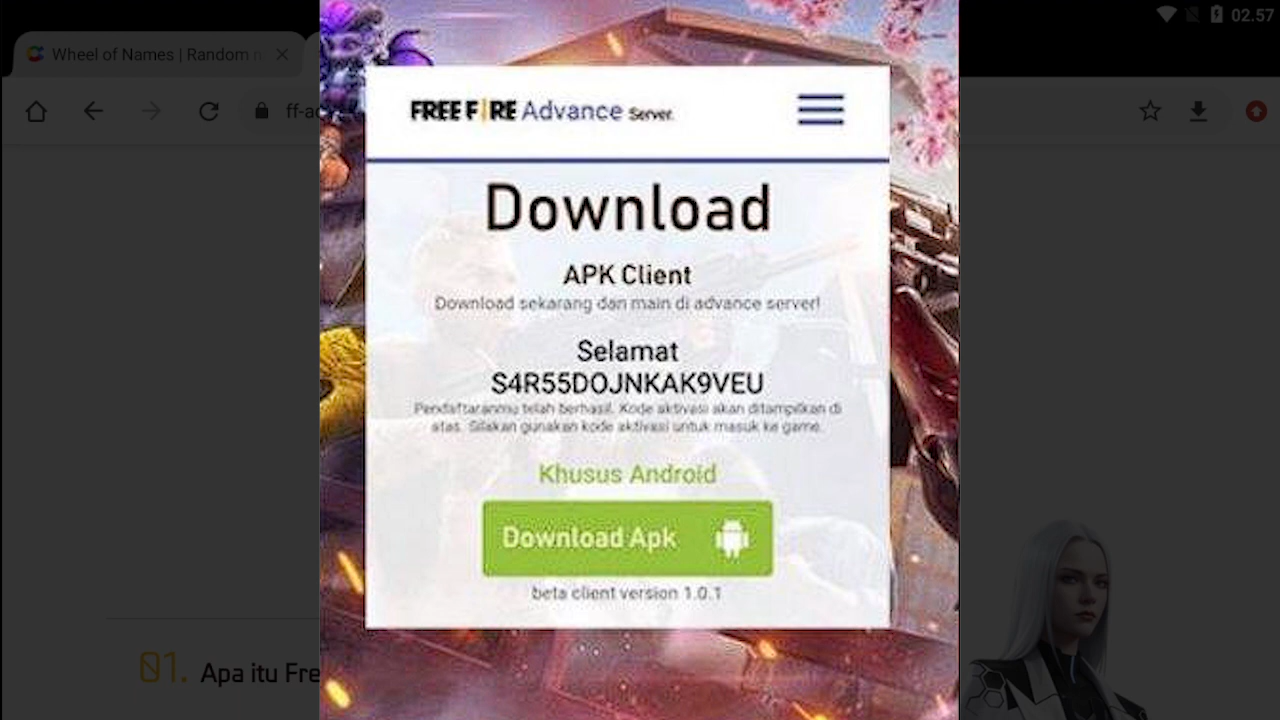 02.57
Wheel of Names | Random
ff-a
FREE FIRE Advance Server.
Download
APK Client
Download sekarang dan main di advance server!
Selamat
S4R55DOJNKAK9VEU
Pendaftaranmu telah berhasil. Kode aktivasi akan ditampilkan di
atas. Silakan gunakan kode aktivasi untuk masuk ke game.
Khusus Android
Download Apk
beta client version 1.0.1
01. Apa itu Fre